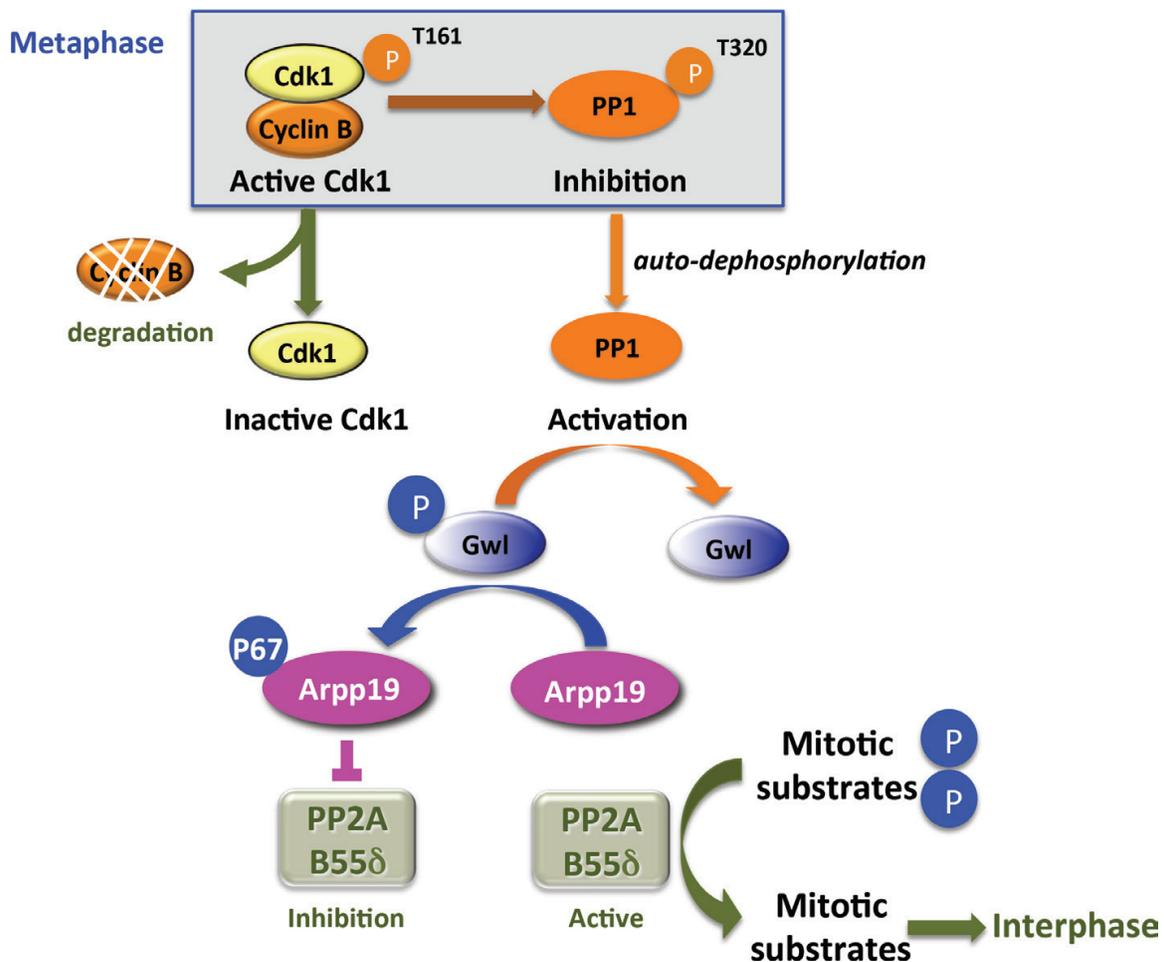 Metaphase
T161
P
Cdk1
Cyclin B
Active Cdk1
T320
P
PP1
Inhibition
auto-dephosphorylation
Cyclin B
degradation
Cdk1
Inactive Cdk1
PP1
Activation
P
Gwl
Gwl
P67
Arpp19
Arpp19
PP2A
B55δ
Inhibition
PP2A
B55δ
Active
Mitotic
substrates
P
P
Mitotic
substrates
Interphase